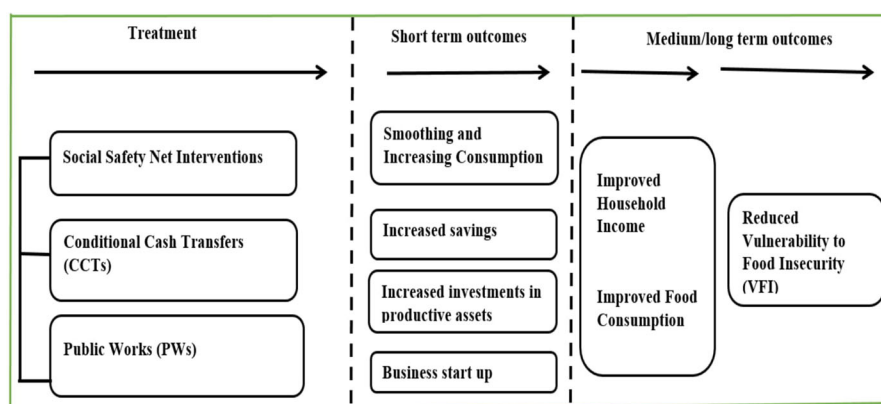 Treatment
Short term outcomes
Medium/long term outcomes
Social Safety Net Interventions
Conditional Cash Transfers
(CCTs)
Public Works (PWs)
Smoothing and
Increasing Consumption
Increased savings
Increased investments in
productive assets
Business start up
Improved
Household
Income
Improved Food
Consumption
Reduced
Vulnerability to
Food Insecurity
(VFI)